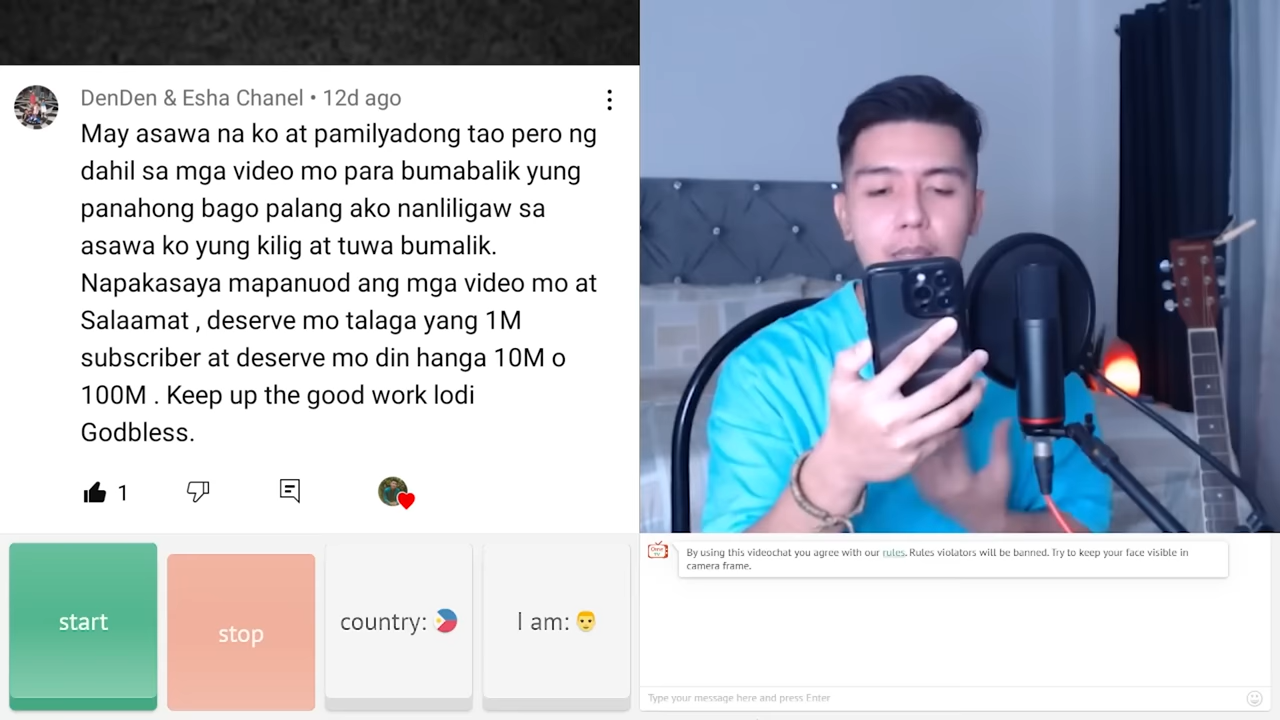 DenDen & Esha Chanel • 12d ago
May asawa na ko at pamilyadong tao pero ng
dahil sa mga video mo para bumabalik yung
panahong bago palang ako nanliligaw sa
asawa ko yung kilig at tuwa bumalik.
Napakasaya mapanuod ang mga video mo at
Salaamat , deserve mo talaga yang 1M
subscriber at deserve mo din hanga 10M o
100M . Keep up the good work lodi
Godbless.
1
start
stop
country:
I am:
By using this videochat you agree with our rules. Rules violators will be banned. Try to keep your face visible in
camera frame.
Type your message here and press Enter